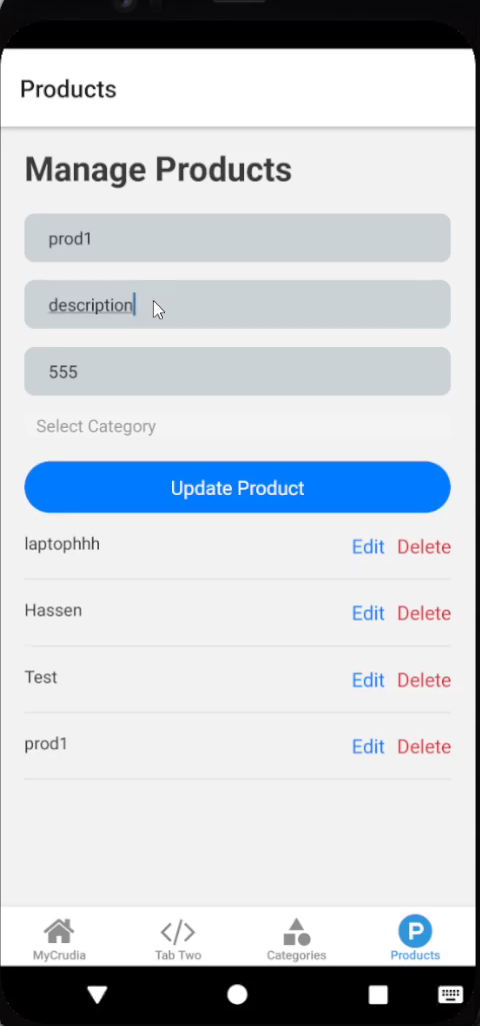 Products
Manage Products
prod1
description
555
Select Category
Update Product
laptophhh Edit Delete
Hassen Edit Delete
Test Edit Delete
prod1 Edit Delete
P
MyCrudia Tab Two Categories Products